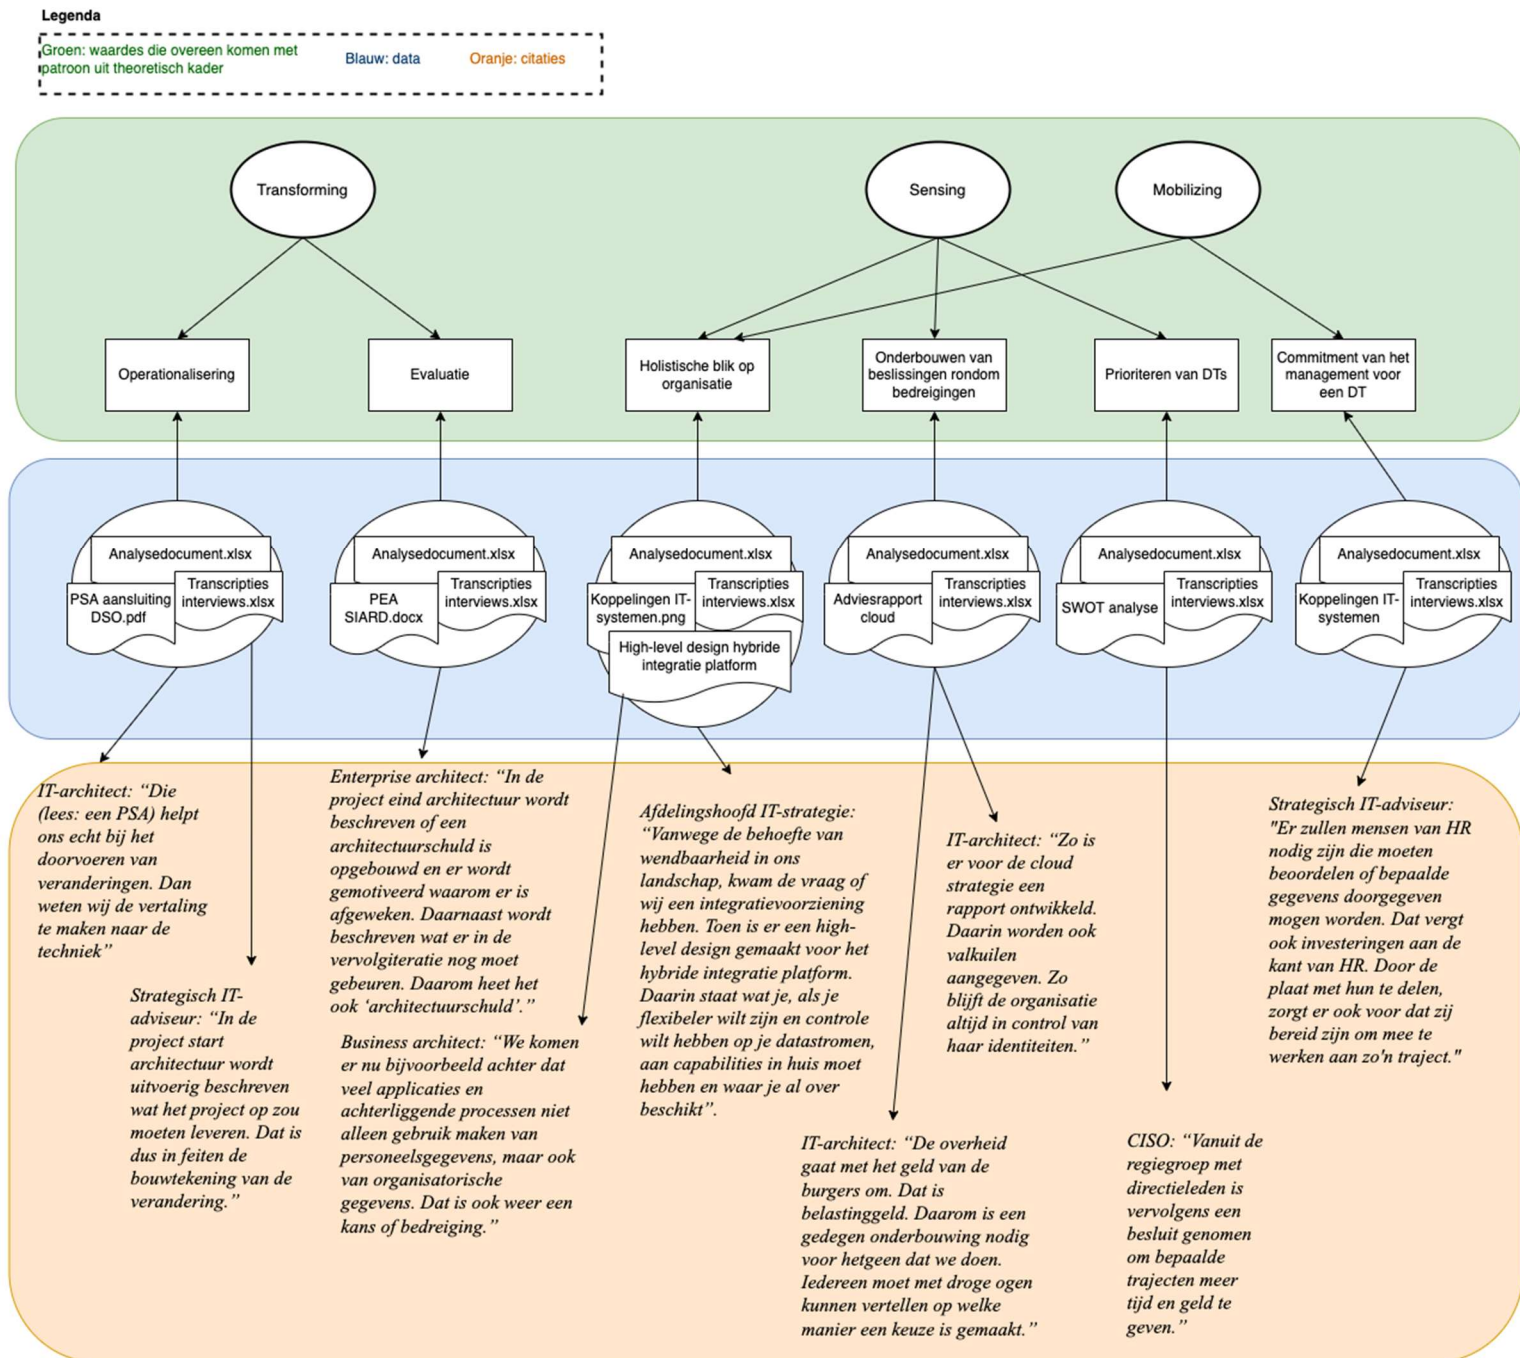 Legenda
Groen: waardes die overeen komen met
patroon uit theoretisch kader
Blauw: data
Oranje: citaties
Transforming
Sensing
Mobilizing
Operationalisering
Evaluatie
Holistische blik op
organisatie
Onderbouwen van
beslissingen rondom
bedreigingen
Prioriteren van DTs
Commitment van het
management voor
een DT
Analysedocument.xlsx
PSA aansluiting
DSO.pdf
Transcripties
interviews.xlsx
Analysedocument.xlsx
PEA
SIARD.docx
Transcripties
interviews.xlsx
Analysedocument.xlsx
Koppelingen IT-
systemen.png
Transcripties
interviews.xlsx
High-level design hybride
integratie platform
Analysedocument.xlsx
Adviesrapport
cloud
Transcripties
interviews.xlsx
Analysedocument.xlsx
SWOT analyse
Transcripties
interviews.xlsx
Analysedocument.xlsx
Koppelingen IT-
systemen
Transcripties
interviews.xlsx
IT-architect: “Die
(lees: een PSA) helpt
ons echt bij het
doorvoeren van
veranderingen. Dan
weten wij de vertaling
te maken naar de
techniek”
Strategisch IT-
adviseur: “In de
project start
architectuur wordt
uitvoerig beschreven
wat het project op zou
moeten leveren. Dat is
dus in feiten de
bouwtekening van de
verandering.”
Enterprise architect: “In de
project eind architectuur wordt
beschreven of een
architectuurschuld is
opgebouwd en er wordt
gemotiveerd waarom er is
afgeweken. Daarnaast wordt
beschreven wat er in de
vervolgiteratie nog moet
gebeuren. Daarom heet het
ook ‘architectuurschuld’.”
Business architect: “We komen
er nu bijvoorbeeld achter dat
veel applicaties en
achterliggende processen niet
alleen gebruik maken van
personeelsgegevens, maar ook
van organisatorische
gegevens. Dat is ook weer een
kans of bedreiging.”
Afdelingshoofd IT-strategie:
“Vanwege de behoefte van
wendbaarheid in ons
landschap, kwam de vraag of
wij een integratievoorziening
hebben. Toen is er een high-
level design gemaakt voor het
hybride integratie platform.
Daarin staat wat je, als je
flexibeler wilt zijn en controle
wilt hebben op je datastromen,
aan capabilities in huis moet
hebben en waar je al over
beschikt”.
IT-architect: “Zo is
er voor de cloud
strategie een
rapport ontwikkeld.
Daarin worden ook
valkuilen
aangegeven. Zo
blijft de organisatie
altijd in control van
haar identiteiten.”
IT-architect: “De overheid
gaat met het geld van de
burgers om. Dat is
belastinggeld. Daarom is een
gedegen onderbouwing nodig
voor hetgeen dat we doen.
Iedereen moet met droge ogen
kunnen vertellen op welke
manier een keuze is gemaakt.”
CISO: “Vanuit de
regiegroep met
directieleden is
vervolgens een
besluit genomen
om bepaalde
trajecten meer
tijd en geld te
geven.”
Strategisch IT-adviseur:
"Er zullen mensen van HR
nodig zijn die moeten
beoordelen of bepaalde
gegevens doorgegeven
mogen worden. Dat vergt
ook investeringen aan de
kant van HR. Door de
plaat met hun te delen,
zorgt er ook voor dat zij
bereid zijn om mee te
werken aan zo'n traject."